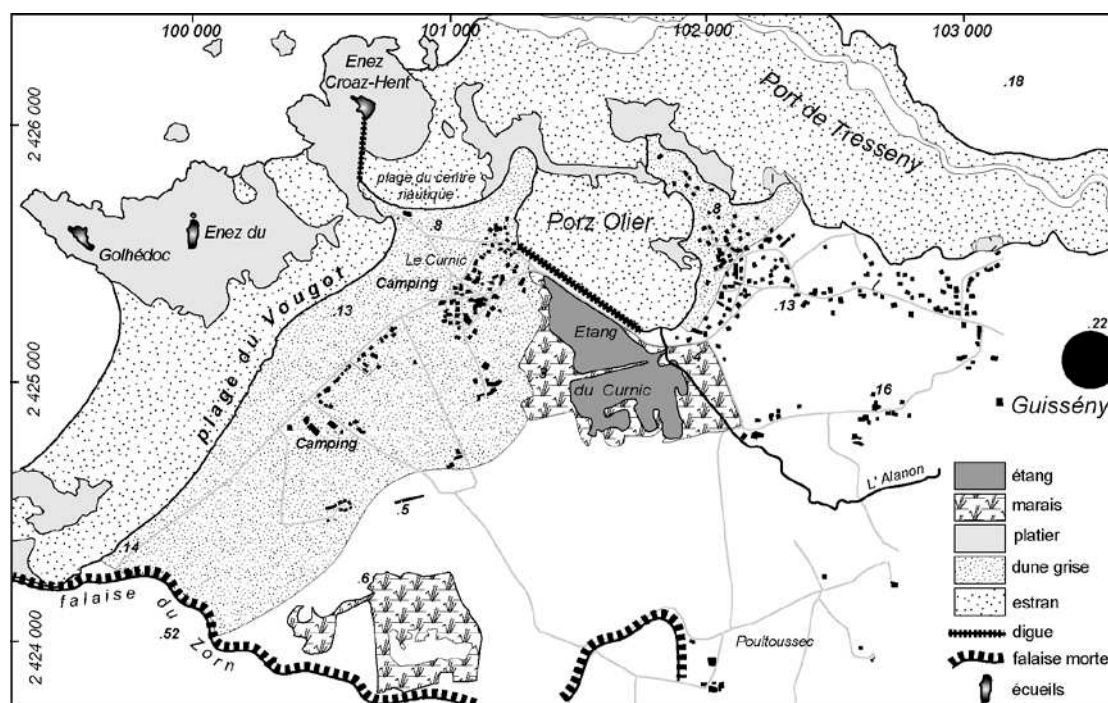 100 000
101 000
102 000
103 000
2 426 000
2 425 000
2 424 000
Enez
Croaz-Hent
.18
Port de Tresseny
plage du centre
nautique
8
8
Porz Olier
Enez du
Golhédoc
Le Curnic
Camping
.13
.13
plage du Vougot
Etang
.22
4
3
du Curnic
.16
Guissény
Camping
L' Alanon
.5
.14
falaise
du
Zorn
.6
.52
Poultoussec
étang
marais
platier
dune grise
estran
digue
falaise morte
écueils